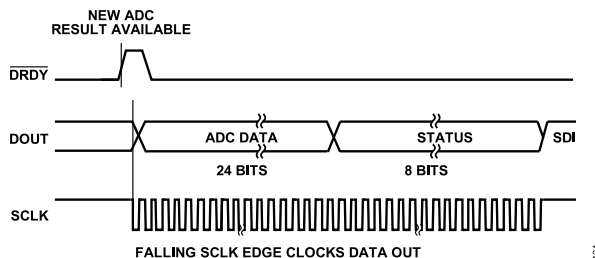 NEW ADC
RESULT AVAILABLE
DRDY
DOUT
ADC DATA
STATUS
SDI
24 BITS
8 BITS
SCLK
FALLING SCLK EDGE CLOCKS DATA OUT